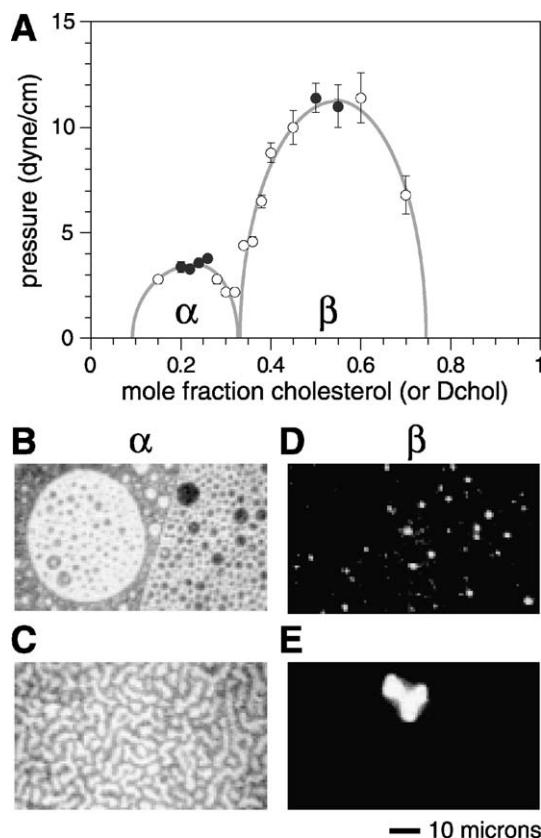 A
15
10
5
0
pressure (dyne/cm)
α
β
0
0.2
0.4
0.6
0.8
1
mole fraction cholesterol (or Dchol)
B
α
D
β
C
E
10 microns